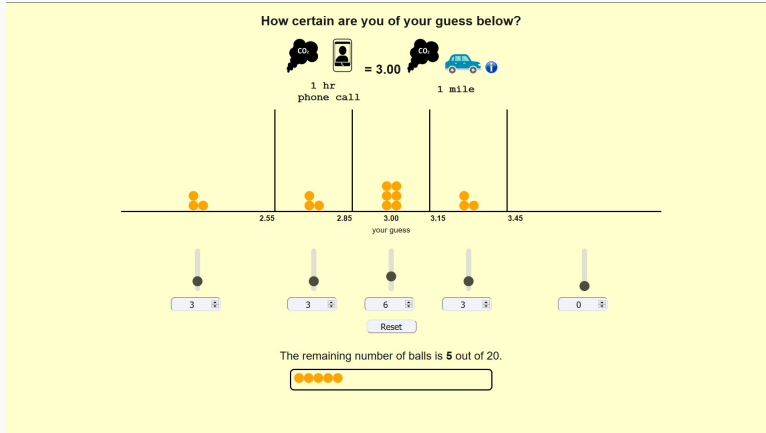 How certain are you of your guess below?
CO₂
CO₂
= 3.00
i
1 hr
phone call
1 mile
2.55 2.85 3.00 3.15 3.45
your guess
3 3 6 3 0
Reset
The remaining number of balls is 5 out of 20.